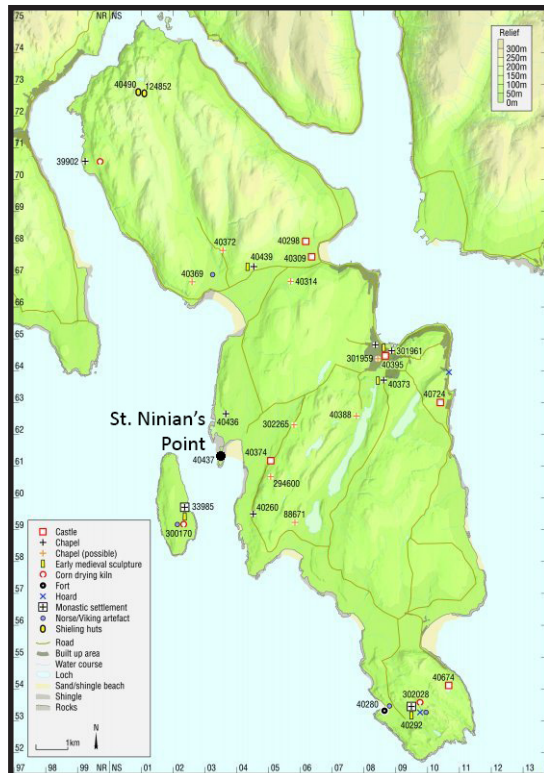 NR NS
75
74
73
72
71
70
69
68
67
66
65
64
63
62
61
60
59
58
57
56
55
54
53
52
Relief
300m
250m
200m
150m
100m
50m
0m
40490
124852
39902
40372
40298
40439
40309
40369
40314
301961
301959
40395
40373
40724
40388
40436
302265
St. Ninian's
Point
40374
40437
294600
33985
40260
88671
300170
Castle
Chapel
Chapel (possible)
Early medieval sculpture
Corn drying kiln
Fort
Hoard
Monastic settlement
Norse/Viking artefact
Shieling huts
Road
Built up area
Water course
Loch
Sand/shingle beach
Shingle
Rocks
N
1km
40674
302028
40280
40292
97 98 99 NR NS 01 02 03 04 05 06 07 08 09 10 11 12 13